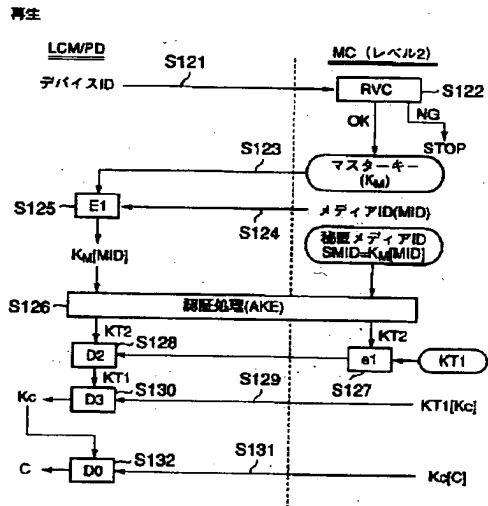 再生
LCM/PD
MC (レベル2)
S121
デバイスID
RVC
S122
OK
NG
STOP
S123
マスターキー
(KM)
S125
E1
S124
メディアID(MID)
KM[MID]
秘匿メディアID
SMID=KM[MID]
S126
認証処理(AKE)
KT2
KT2
D2
S128
e1
KT1
S127
KT1
Kc
D3
S130
S129
KT1[Kc]
C
D0
S132
S131
Kc[C]